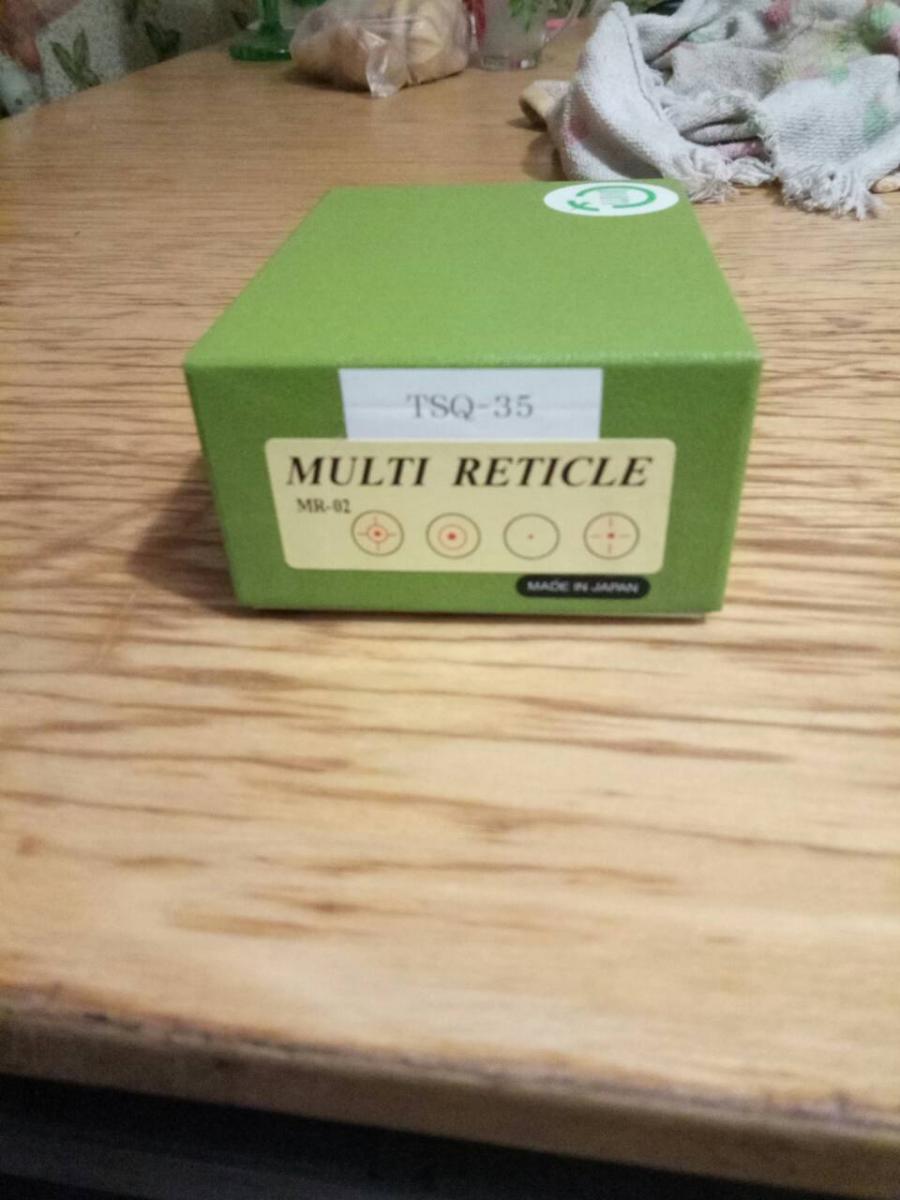 TSQ-35
MULTI RETICLE
MR-02
MADE IN JAPAN